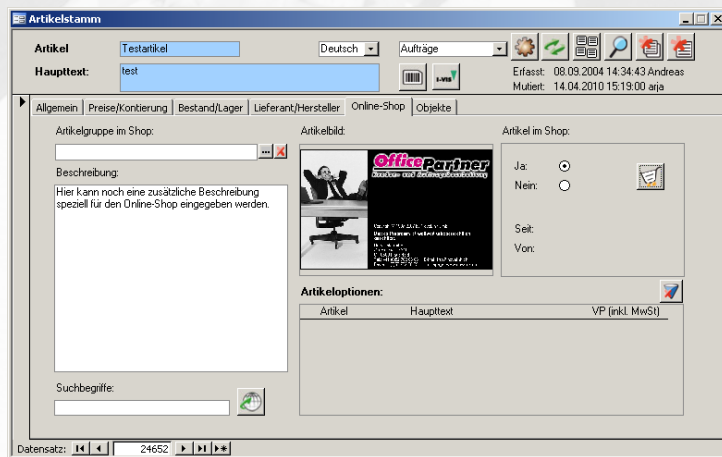 Artikelstamm
Artikel
Testartikel
Deutsch
Aufträge
Haupttext:
test
I-VIS
Erfasst: 08.09.2004 14:34:43 Andreas
Mutiert: 14.04.2010 15:19:00 arja
Allgemein
Preise/Kontierung
Bestand/Lager
Lieferant/Hersteller
Online-Shop
Objekte
Artikelgruppe im Shop:
...
Beschreibung:
Hier kann noch eine zusätzliche Beschreibung
speziell für den Online-Shop eingegeben werden.
Suchbegriffe:
Artikelbild:
OfficePartner
Artikel im Shop:
Ja:
Nein:
Seit:
Von:
Artikeloptionen:
Artikel Haupttext VP (inkl. MwSt)
Datensatz: 24652